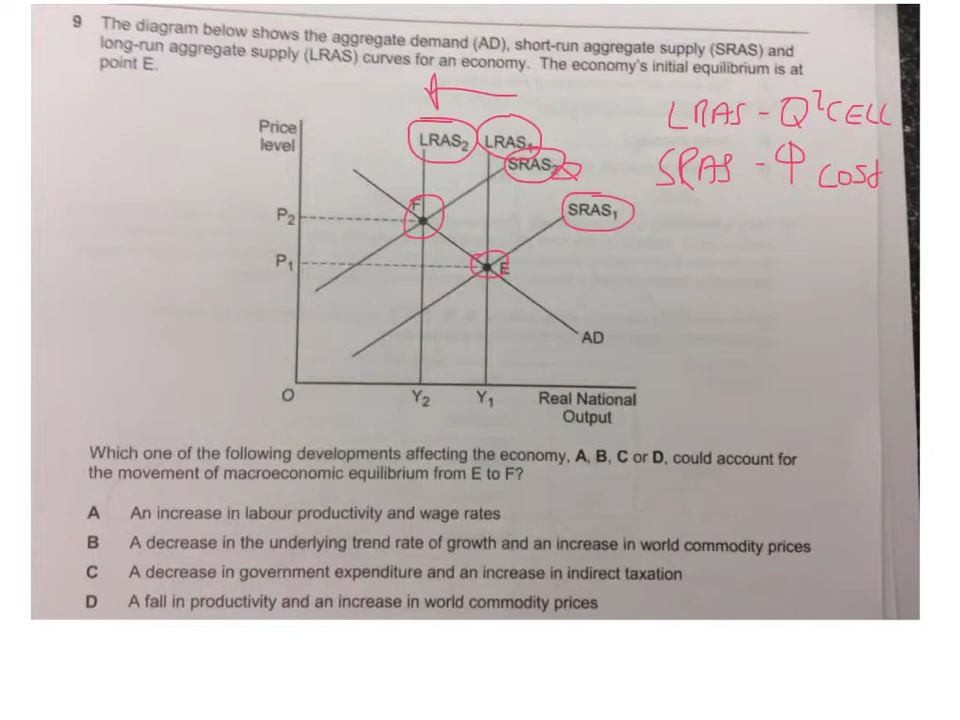 9 The diagram below shows the aggregate demand (AD), short-run aggregate supply (SRAS) and
long-run aggregate supply (LRAS) curves for an economy. The economy's initial equilibrium is at
point E.
LRAS - Q²CELL
SRAS - cost
Price
level
LRAS₂ LRAS₁
SRAS₂
F
SRAS₁
P₂
P₁
E
AD
O
Y₂ Y₁ Real National
Output
Which one of the following developments affecting the economy, A, B, C or D, could account for
the movement of macroeconomic equilibrium from E to F?
A An increase in labour productivity and wage rates
B A decrease in the underlying trend rate of growth and an increase in world commodity prices
C A decrease in government expenditure and an increase in indirect taxation
D A fall in productivity and an increase in world commodity prices